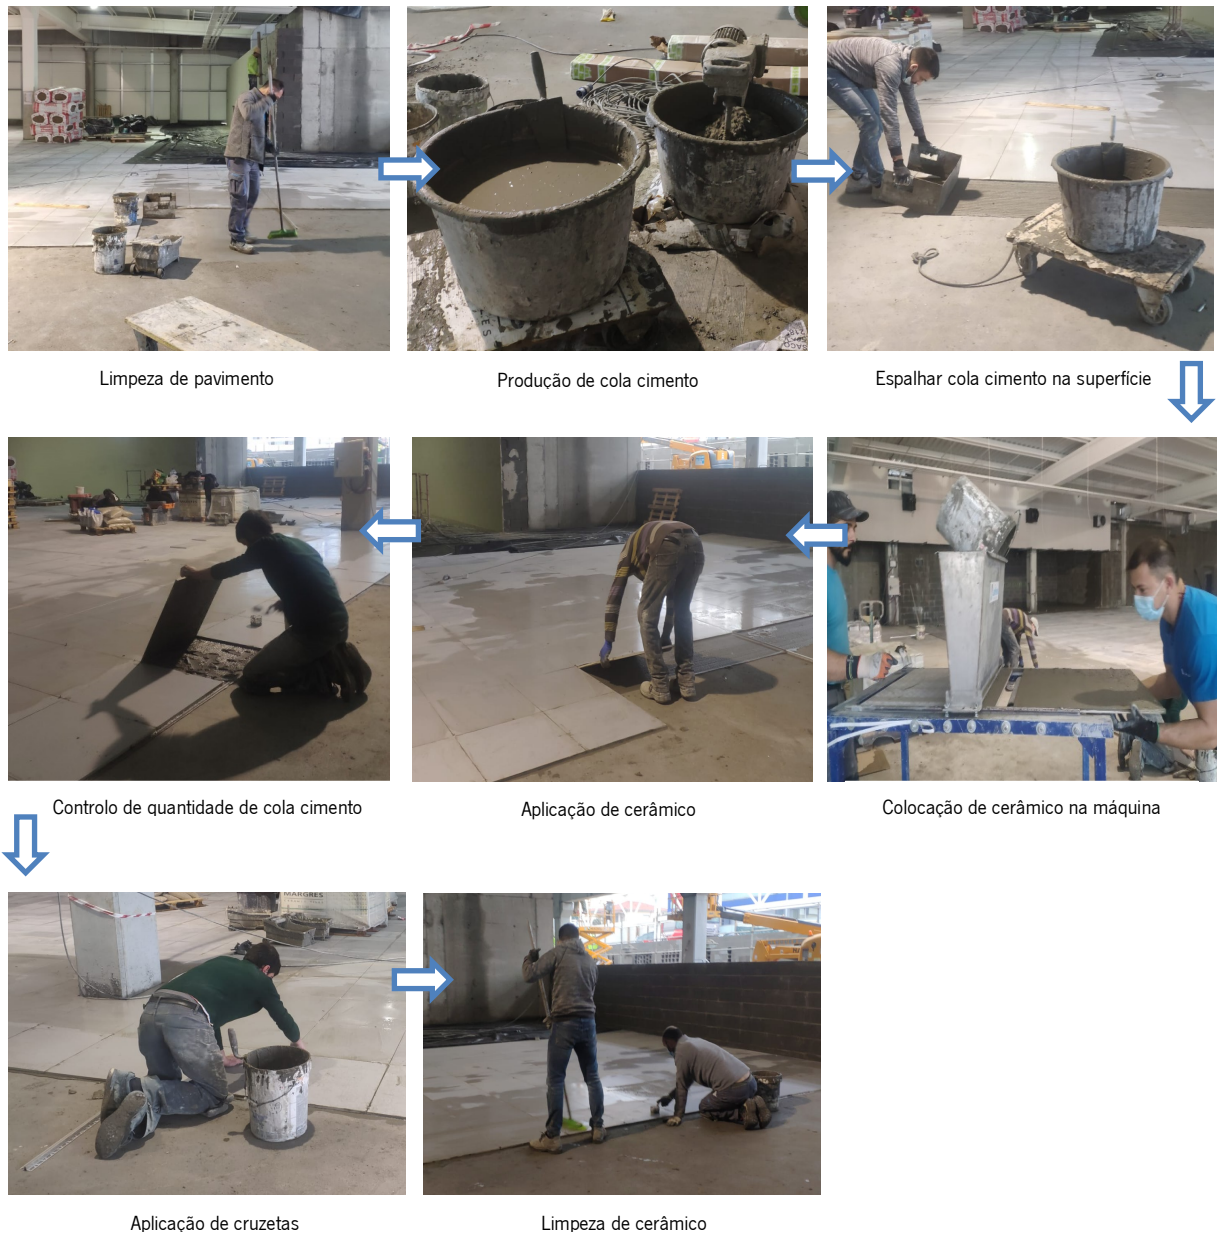 Limpeza de pavimento
Produção de cola cimento
Espalhar cola cimento na superfície
Controlo de quantidade de cola cimento
Aplicação de cerâmico
Colocação de cerâmico na máquina
MARGRES
Aplicação de cruzetas
Limpeza de cerâmico